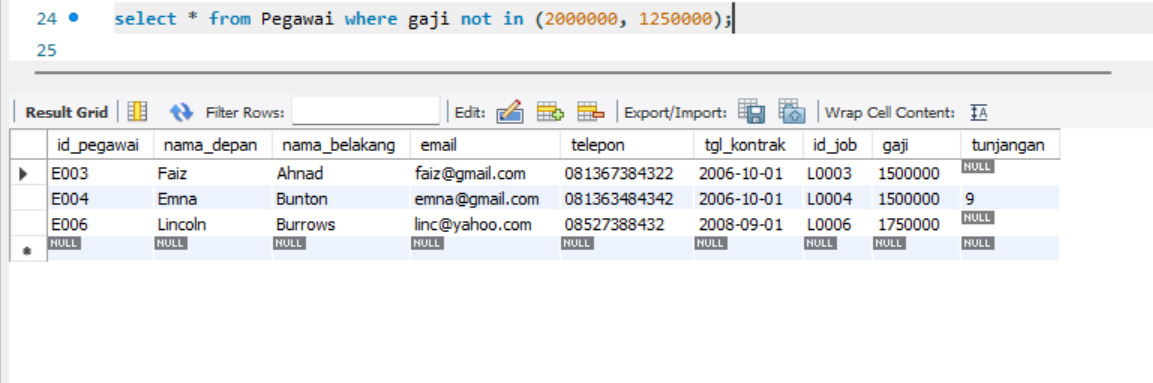 24 select * from Pegawai where gaji not in (2000000, 1250000);
25
Result Grid Filter Rows: Edit: Export/Import: Wrap Cell Content: IA
id_pegawai nama_depan nama_belakang email telepon tgl_kontrak id_job gaji tunjangan
E003 Faiz Ahnad faiz@gmail.com 081367384322 2006-10-01 L0003 1500000 NULL
E004 Emna Bunton emna@gmail.com 081363484342 2006-10-01 L0004 1500000 9
E006 Lincoln Burrows linc@yahoo.com 08527388432 2008-09-01 L0006 1750000 NULL
NULL NULL NULL NULL NULL NULL NULL NULL NULL